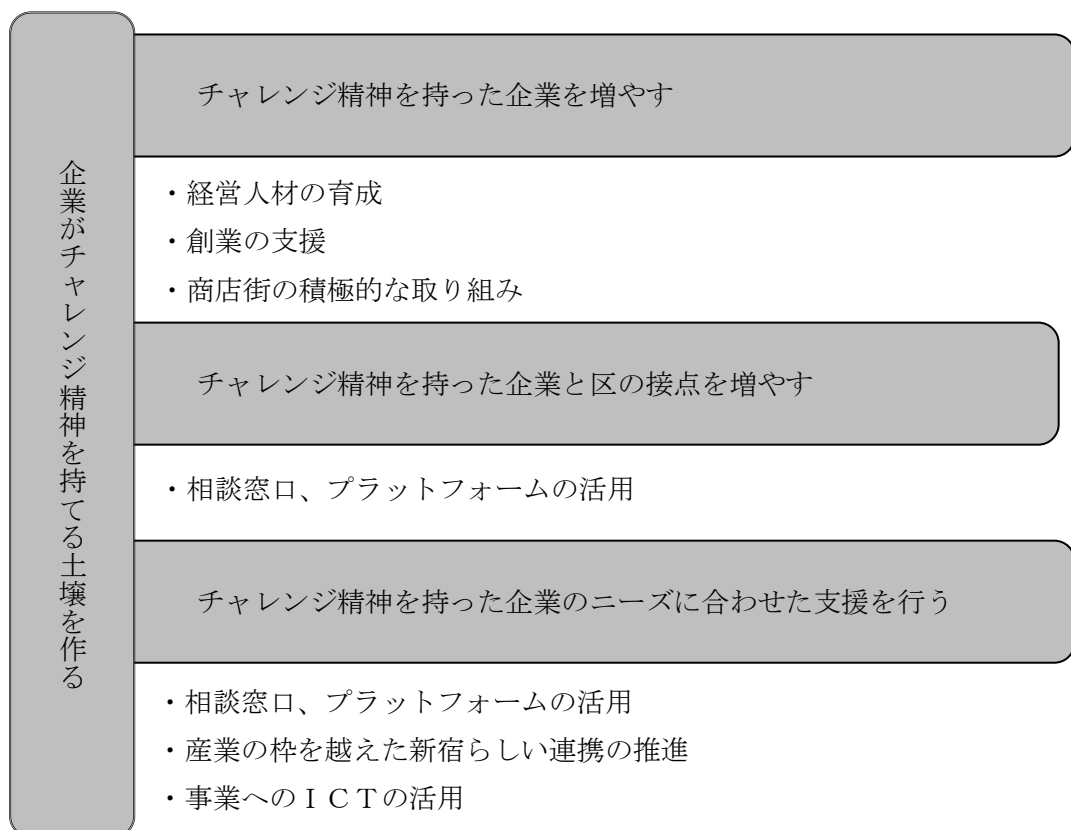 企業がチャレンジ精神を持てる土壌を作る
チャレンジ精神を持った企業を増やす
・経営人材の育成
・創業の支援
・商店街の積極的な取り組み
チャレンジ精神を持った企業と区の接点を増やす
・相談窓口、プラットフォームの活用
チャレンジ精神を持った企業のニーズに合わせた支援を行う
・相談窓口、プラットフォームの活用
・産業の枠を越えた新宿らしい連携の推進
・事業へのＩＣＴの活用